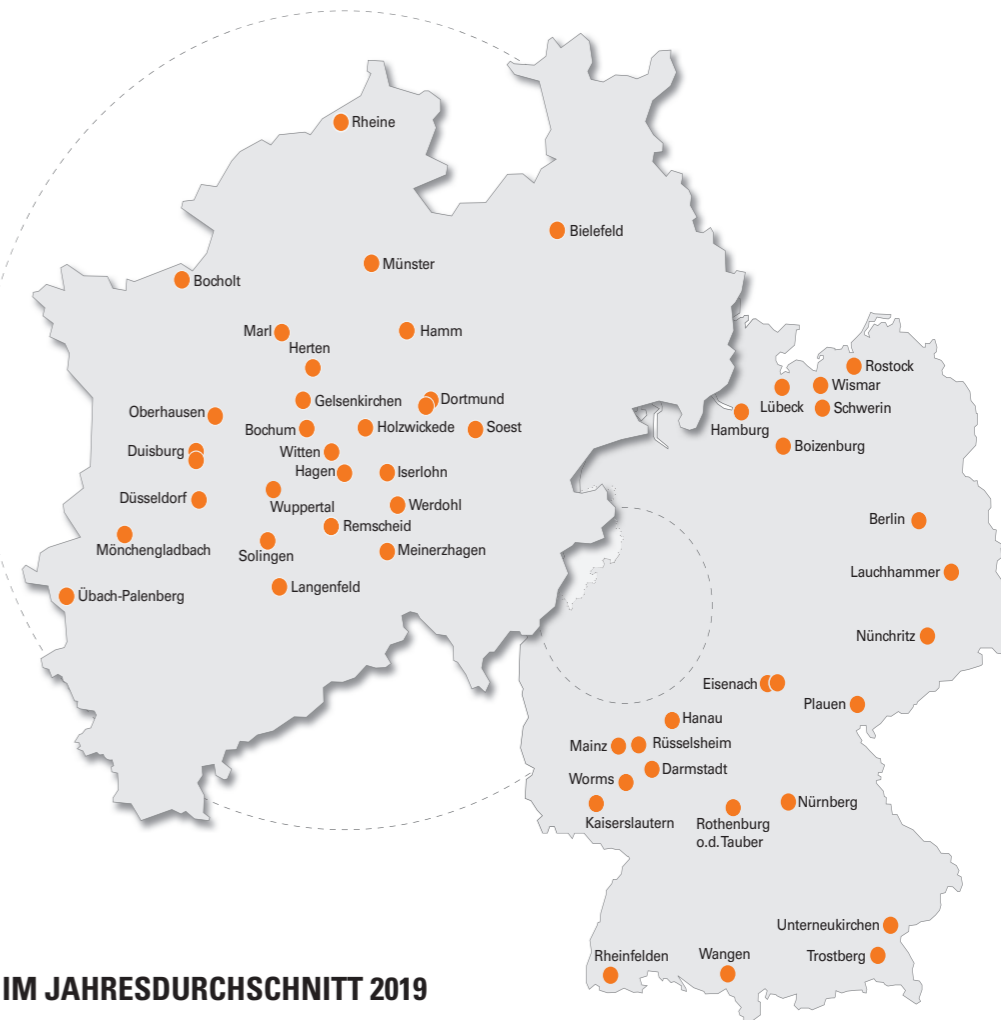 Rheine
Bielefeld
Münster
Bocholt
Marl
Hamm
Herten
Gelsenkirchen
Dortmund
Oberhausen
Bochum
Holzwickede
Soest
Duisburg
Witten
Hagen
Iserlohn
Düsseldorf
Wuppertal
Werdohl
Remscheid
Mönchengladbach
Solingen
Meinerzhagen
Langenfeld
Übach-Palenberg
Rostock
Wismar
Lübeck
Schwerin
Hamburg
Boizenburg
Berlin
Lauchhammer
Nünchritz
Eisenach
Plauen
Hanau
Mainz
Rüsselsheim
Darmstadt
Worms
Kaiserslautern
Nürnberg
Rothenburg
o.d.Tauber
Unterneukirchen
Rheinfelden
Wangen
Trostberg
IM JAHRESDURCHSCHNITT 2019